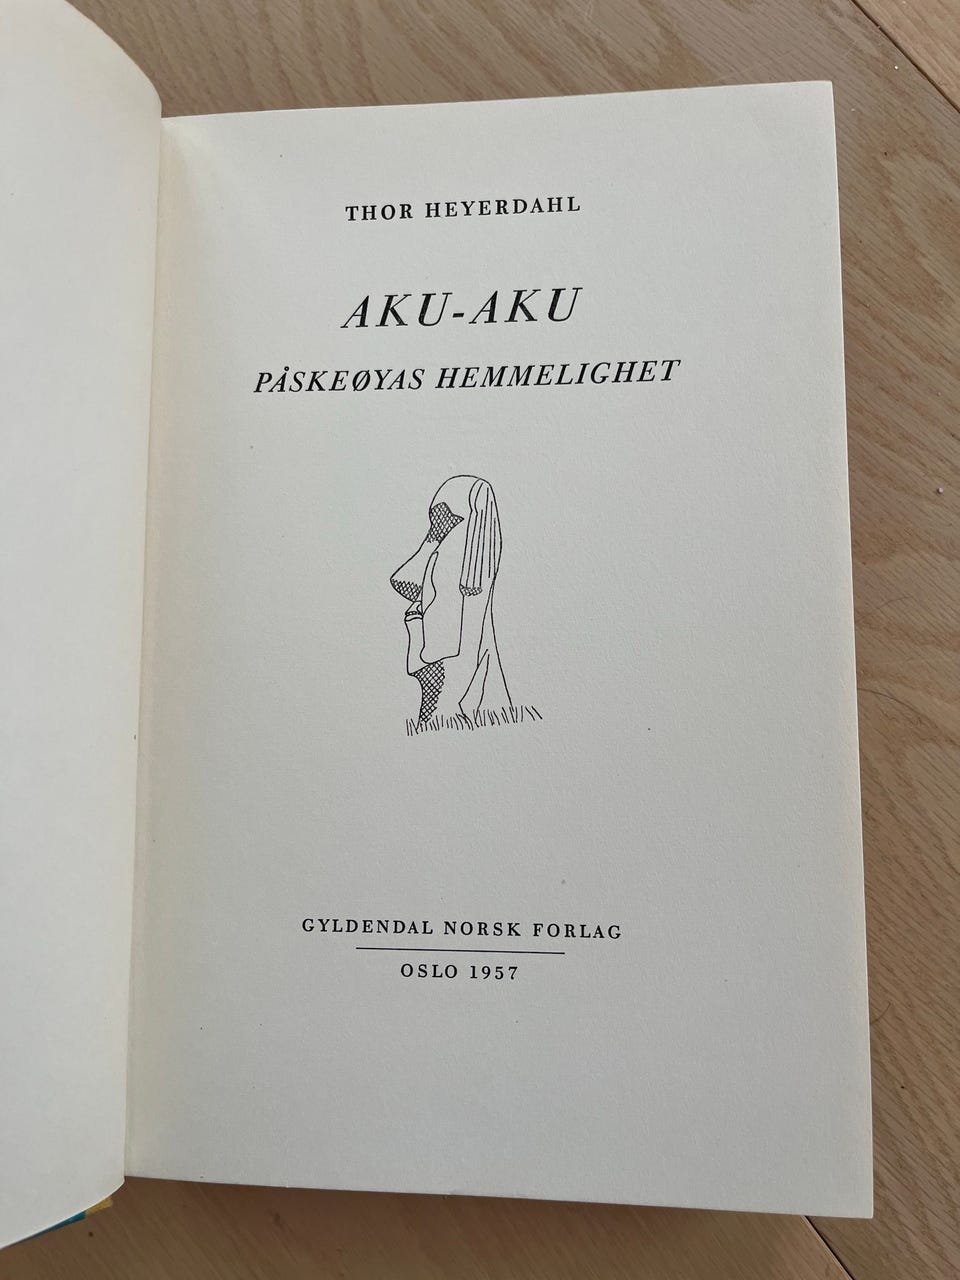 THOR HEYERDAHL
AKU-AKU
PÅSKEØYAS HEMMELIGHET
GYLDENDAL NORSK FORLAG
OSLO 1957